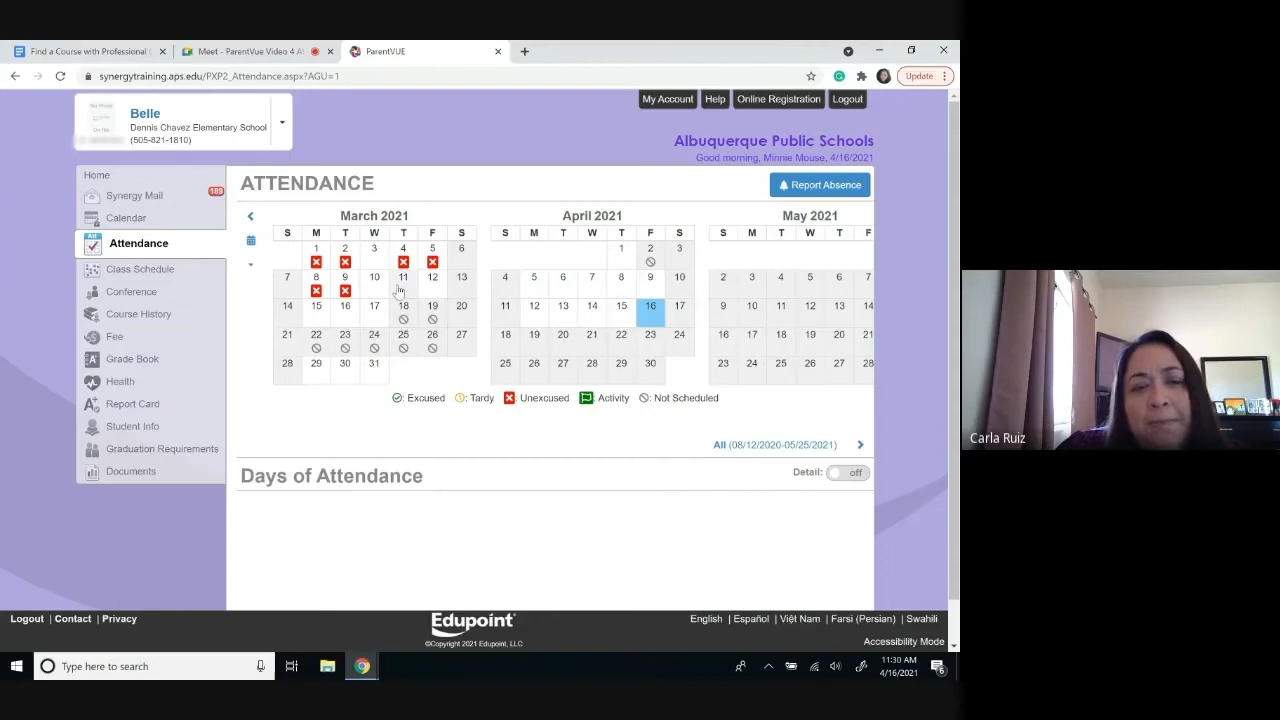 Find a Course with Professional
Meet - ParentVue Video 4 A
ParentVUE
synergytraining.aps.edu/PXP2_Attendance.aspx?AGU=1
Update
My Account
Help
Online Registration
Logout
Belle
Dennis Chavez Elementary School
(505-821-1810)
Albuquerque Public Schools
Good morning, Minnie Mouse, 4/16/2021
Home
Synergy Mail 189
Calendar
Attendance
Class Schedule
Conference
Course History
Fee
Grade Book
Health
Report Card
Student Info
Graduation Requirements
Documents
ATTENDANCE
Report Absence
March 2021
S M T W T F S
1 2 3 4 5 6
7 8 9 10 11 12 13
14 15 16 17 18 19 20
21 22 23 24 25 26 27
28 29 30 31
April 2021
S M T W T F S
1 2 3
4 5 6 7 8 9 10
11 12 13 14 15 16 17
18 19 20 21 22 23 24
25 26 27 28 29 30
May 2021
S M T W T F
2 3 4 5 6 7
9 10 11 12 13 14
16 17 18 19 20 21
23 24 25 26 27 28
: Excused : Tardy : Unexcused : Activity : Not Scheduled
All (08/12/2020-05/25/2021)
Days of Attendance
Detail: off
Carla Ruiz
Logout | Contact | Privacy
Edupoint
©Copyright 2021 Edupoint, LLC
English | Español | Việt Nam | Farsi (Persian) | Swahili
Accessibility Mode
Type here to search
11:30 AM
4/16/2021
6